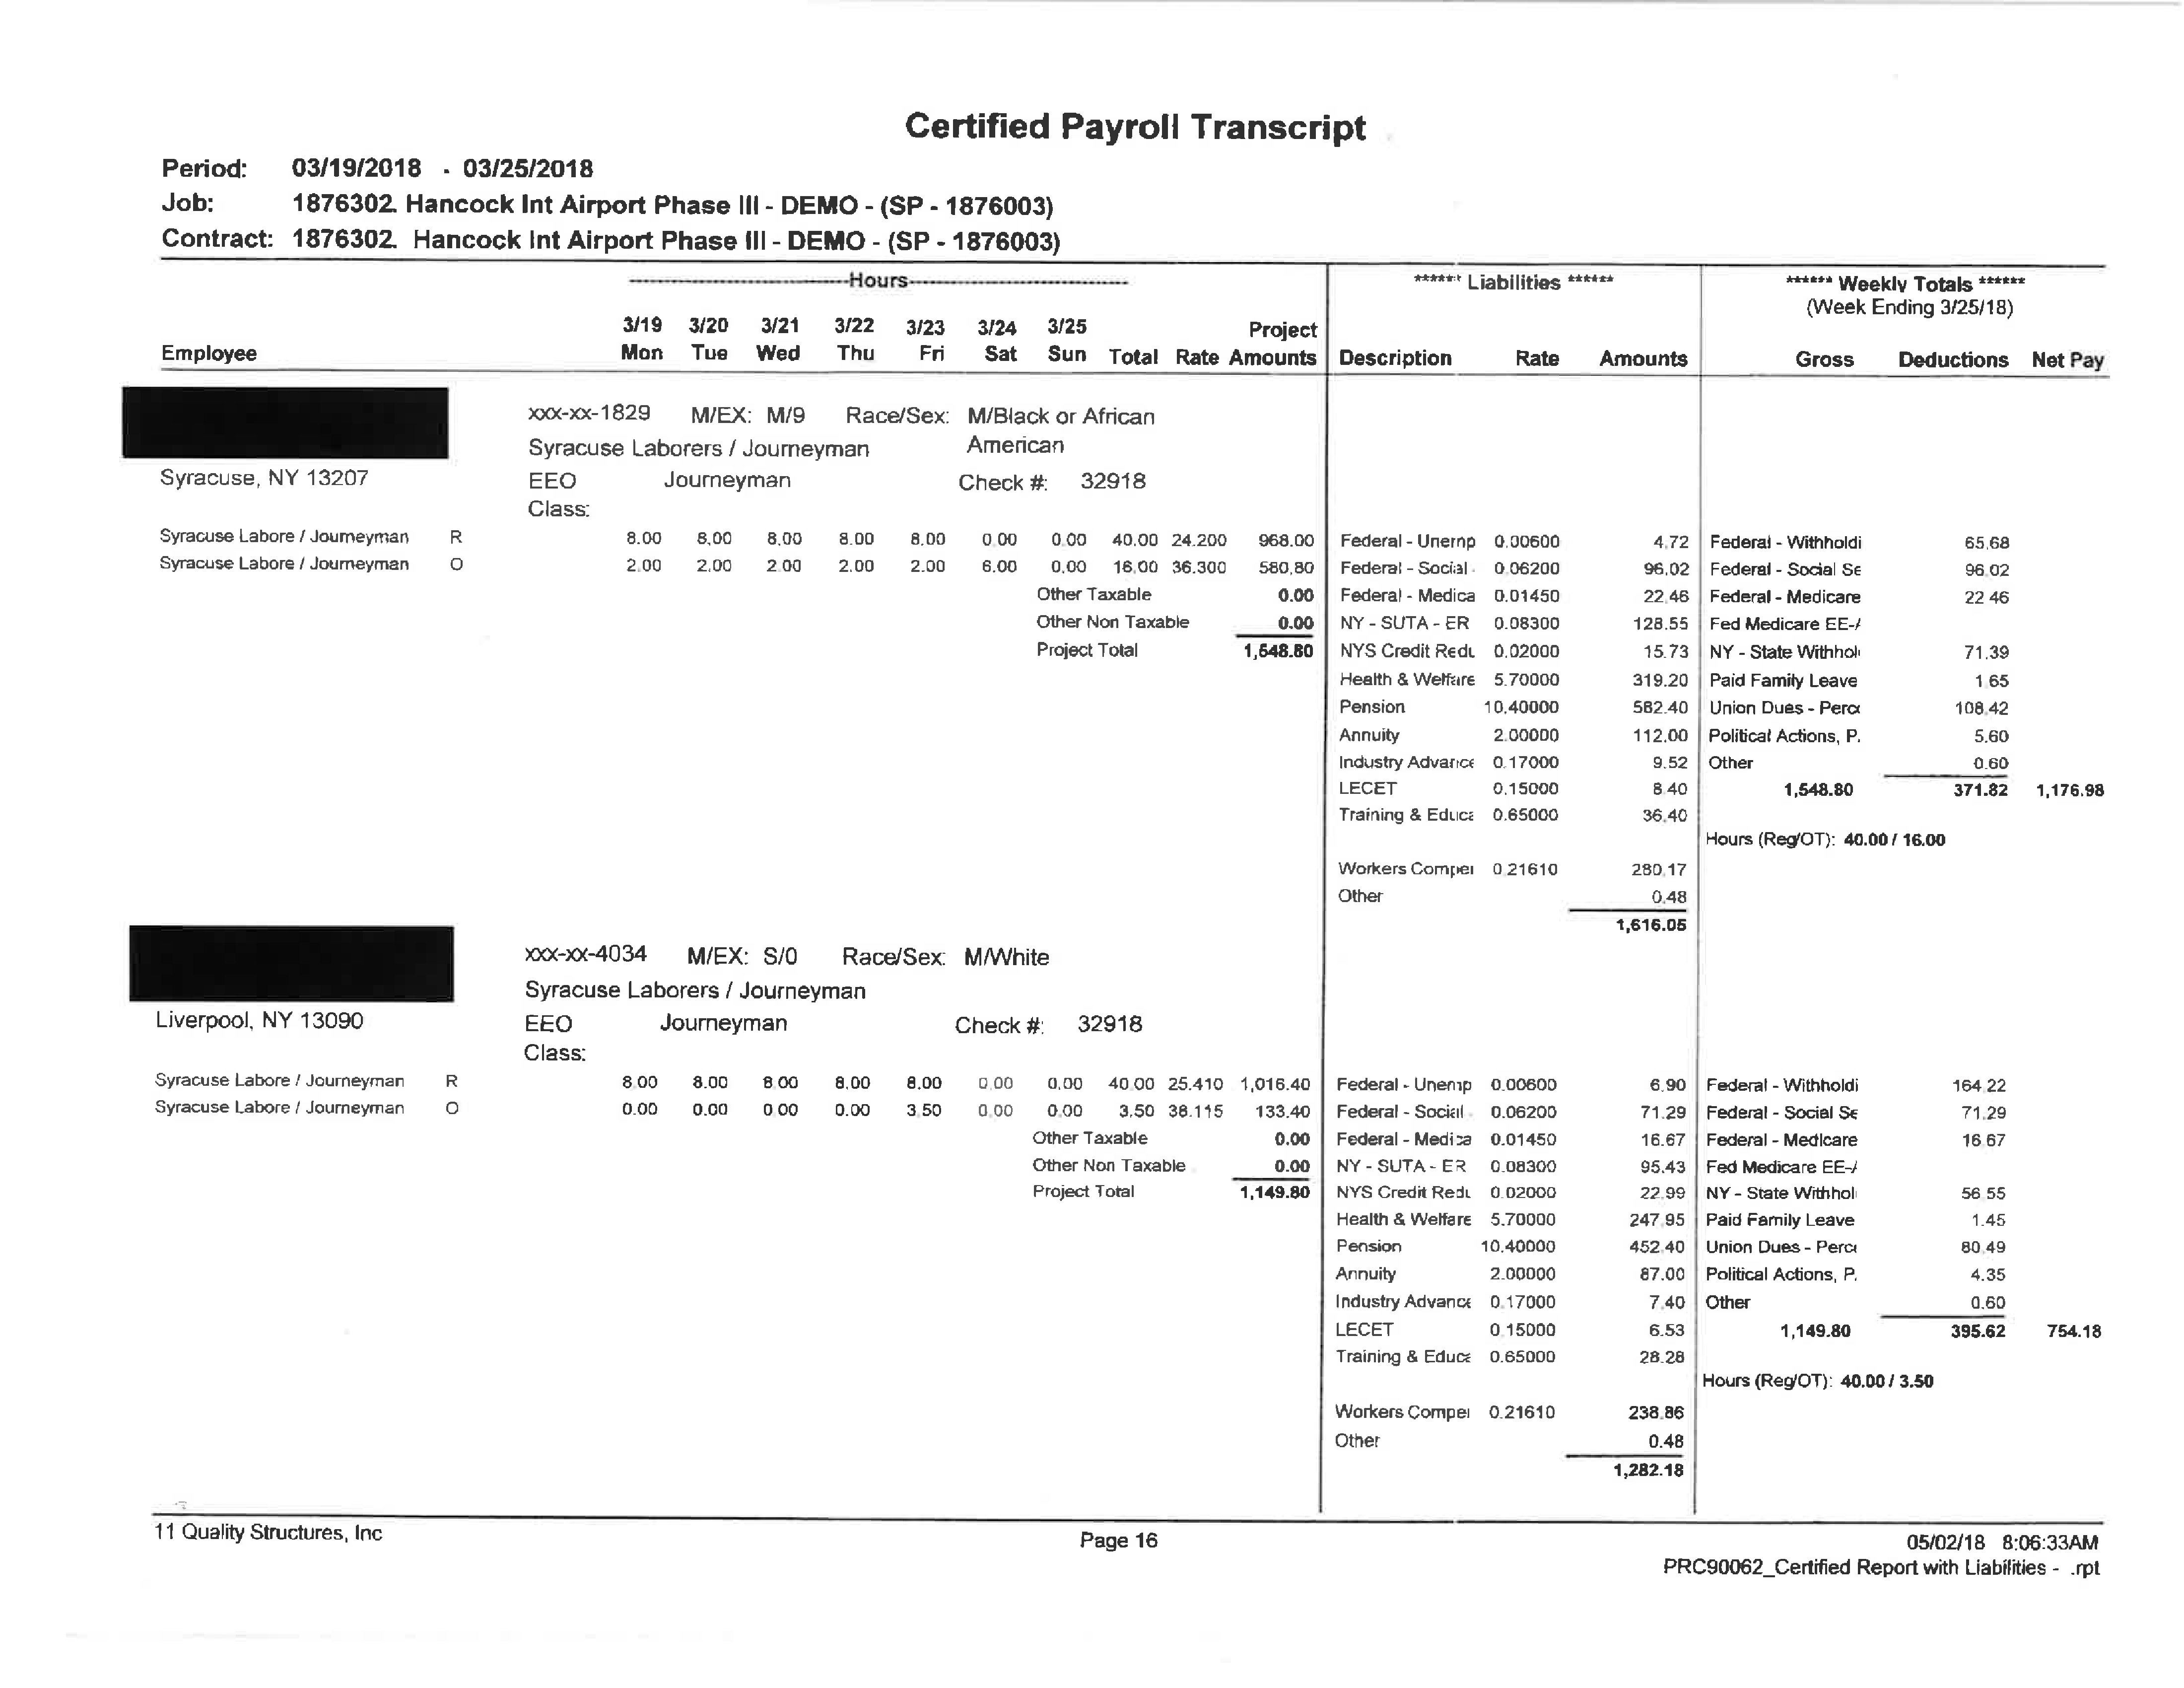 Certified Payroll Transcript
Period: 03/19/2018 - 03/25/2018
Job: 1876302. Hancock Int Airport Phase III - DEMO - (SP - 1876003)
Contract: 1876302. Hancock Int Airport Phase III - DEMO - (SP - 1876003)
Hours ****** Liabilities ****** ****** Weekly Totals ******
(Week Ending 3/25/18)
3/19 3/20 3/21 3/22 3/23 3/24 3/25 Project
Employee Mon Tue Wed Thu Fri Sat Sun Total Rate Amounts Description Rate Amounts Gross Deductions Net Pay
xxx-xx-1829 M/EX: M/9 Race/Sex: M/Black or African
Syracuse Laborers / Journeyman American
Syracuse, NY 13207 EEO Journeyman Check #: 32918
Class:
Syracuse Labore / Journeyman R 8.00 8.00 8.00 8.00 8.00 0.00 0.00 40.00 24.200 968.00 Federal - Unemp 0.00600 4.72 Federal - Withholdi 65.68
Syracuse Labore / Journeyman O 2.00 2.00 2.00 2.00 2.00 6.00 0.00 16.00 36.300 580.80 Federal - Social 0.06200 96.02 Federal - Social Se 96.02
Other Taxable 0.00 Federal - Medica 0.01450 22.46 Federal - Medicare 22.46
Other Non Taxable 0.00 NY - SUTA - ER 0.08300 128.55 Fed Medicare EE-/
Project Total 1,548.80 NYS Credit Redu 0.02000 15.73 NY - State Withhol 71.39
Health & Welfare 5.70000 319.20 Paid Family Leave 1.65
Pension 10.40000 582.40 Union Dues - Perce 108.42
Annuity 2.00000 112.00 Political Actions, P. 5.60
Industry Advance 0.17000 9.52 Other 0.60
LECET 0.15000 8.40 1,548.80 371.82 1,176.98
Training & Educa 0.65000 36.40
Hours (Reg/OT): 40.00 / 16.00
Workers Compei 0.21610 280.17
Other 0.48
1,616.05
xxx-xx-4034 M/EX: S/0 Race/Sex: M/White
Syracuse Laborers / Journeyman
Liverpool, NY 13090 EEO Journeyman Check #: 32918
Class:
Syracuse Labore / Journeyman R 8.00 8.00 8.00 8.00 8.00 0.00 0.00 40.00 25.410 1,016.40 Federal - Unemp 0.00600 6.90 Federal - Withholdi 164.22
Syracuse Labore / Journeyman O 0.00 0.00 0.00 0.00 3.50 0.00 0.00 3.50 38.115 133.40 Federal - Social 0.06200 71.29 Federal - Social Se 71.29
Other Taxable 0.00 Federal - Medica 0.01450 16.67 Federal - Medicare 16.67
Other Non Taxable 0.00 NY - SUTA - ER 0.08300 95.43 Fed Medicare EE-/
Project Total 1,149.80 NYS Credit Redu 0.02000 22.99 NY - State Withhol 56.55
Health & Welfare 5.70000 247.95 Paid Family Leave 1.45
Pension 10.40000 452.40 Union Dues - Perce 80.49
Annuity 2.00000 87.00 Political Actions, P. 4.35
Industry Advance 0.17000 7.40 Other 0.60
LECET 0.15000 6.53 1,149.80 395.62 754.18
Training & Educa 0.65000 28.28
Hours (Reg/OT): 40.00 / 3.50
Workers Compei 0.21610 238.86
Other 0.48
1,282.18
11 Quality Structures, Inc Page 16 05/02/18 8:06:33AM
PRC90062_Certified Report with Liabilities - .rpt